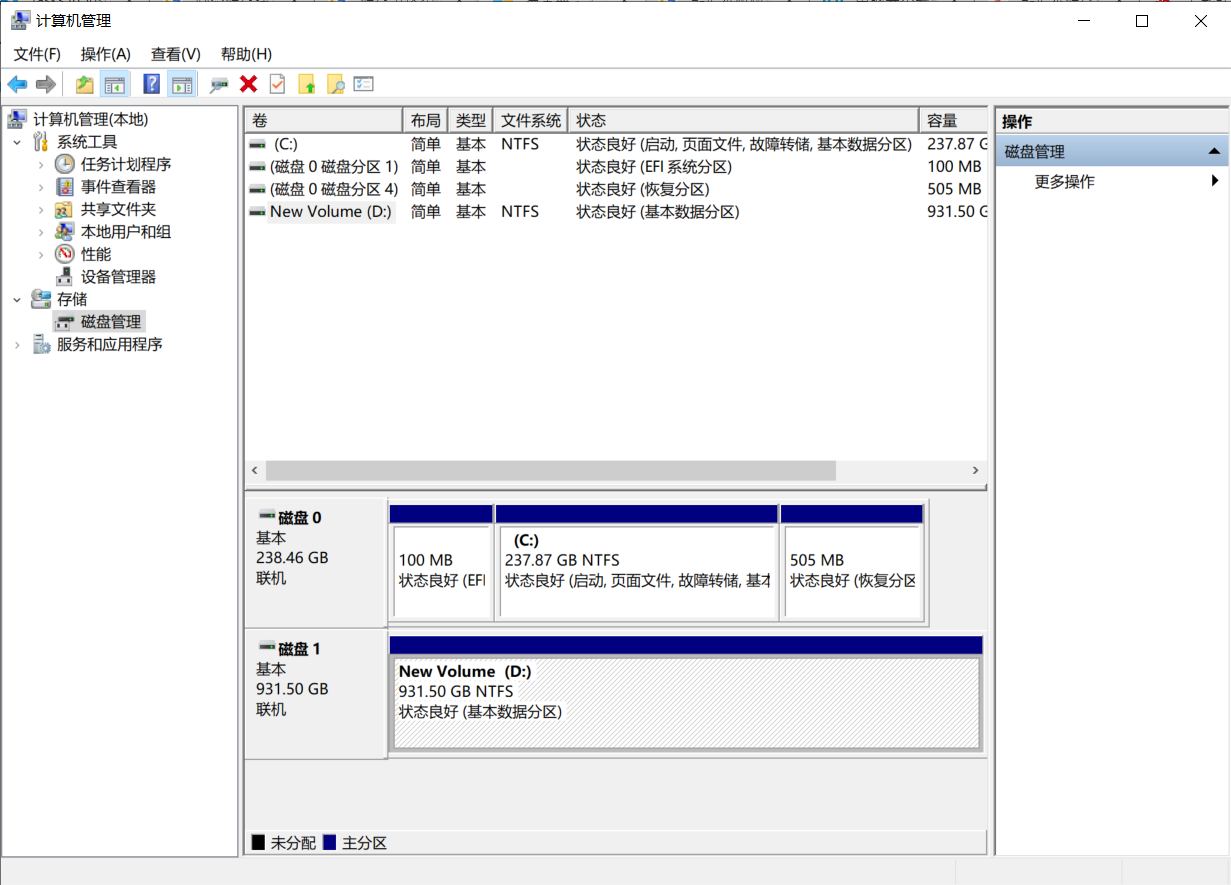 计算机管理
文件(F) 操作(A) 查看(V) 帮助(H)
计算机管理(本地)
系统工具
任务计划程序
事件查看器
共享文件夹
本地用户和组
性能
设备管理器
存储
磁盘管理
服务和应用程序
卷 布局 类型 文件系统 状态 容量
(C:) 简单 基本 NTFS 状态良好 (启动, 页面文件, 故障转储, 基本数据分区) 237.87 G
(磁盘 0 磁盘分区 1) 简单 基本 状态良好 (EFI 系统分区) 100 MB
(磁盘 0 磁盘分区 4) 简单 基本 状态良好 (恢复分区) 505 MB
New Volume (D:) 简单 基本 NTFS 状态良好 (基本数据分区) 931.50 G
磁盘 0
基本
238.46 GB
联机
100 MB
状态良好 (EFI
(C:)
237.87 GB NTFS
状态良好 (启动, 页面文件, 故障转储, 基本
505 MB
状态良好 (恢复分区
磁盘 1
基本
931.50 GB
联机
New Volume (D:)
931.50 GB NTFS
状态良好 (基本数据分区)
未分配 主分区
操作
磁盘管理
更多操作